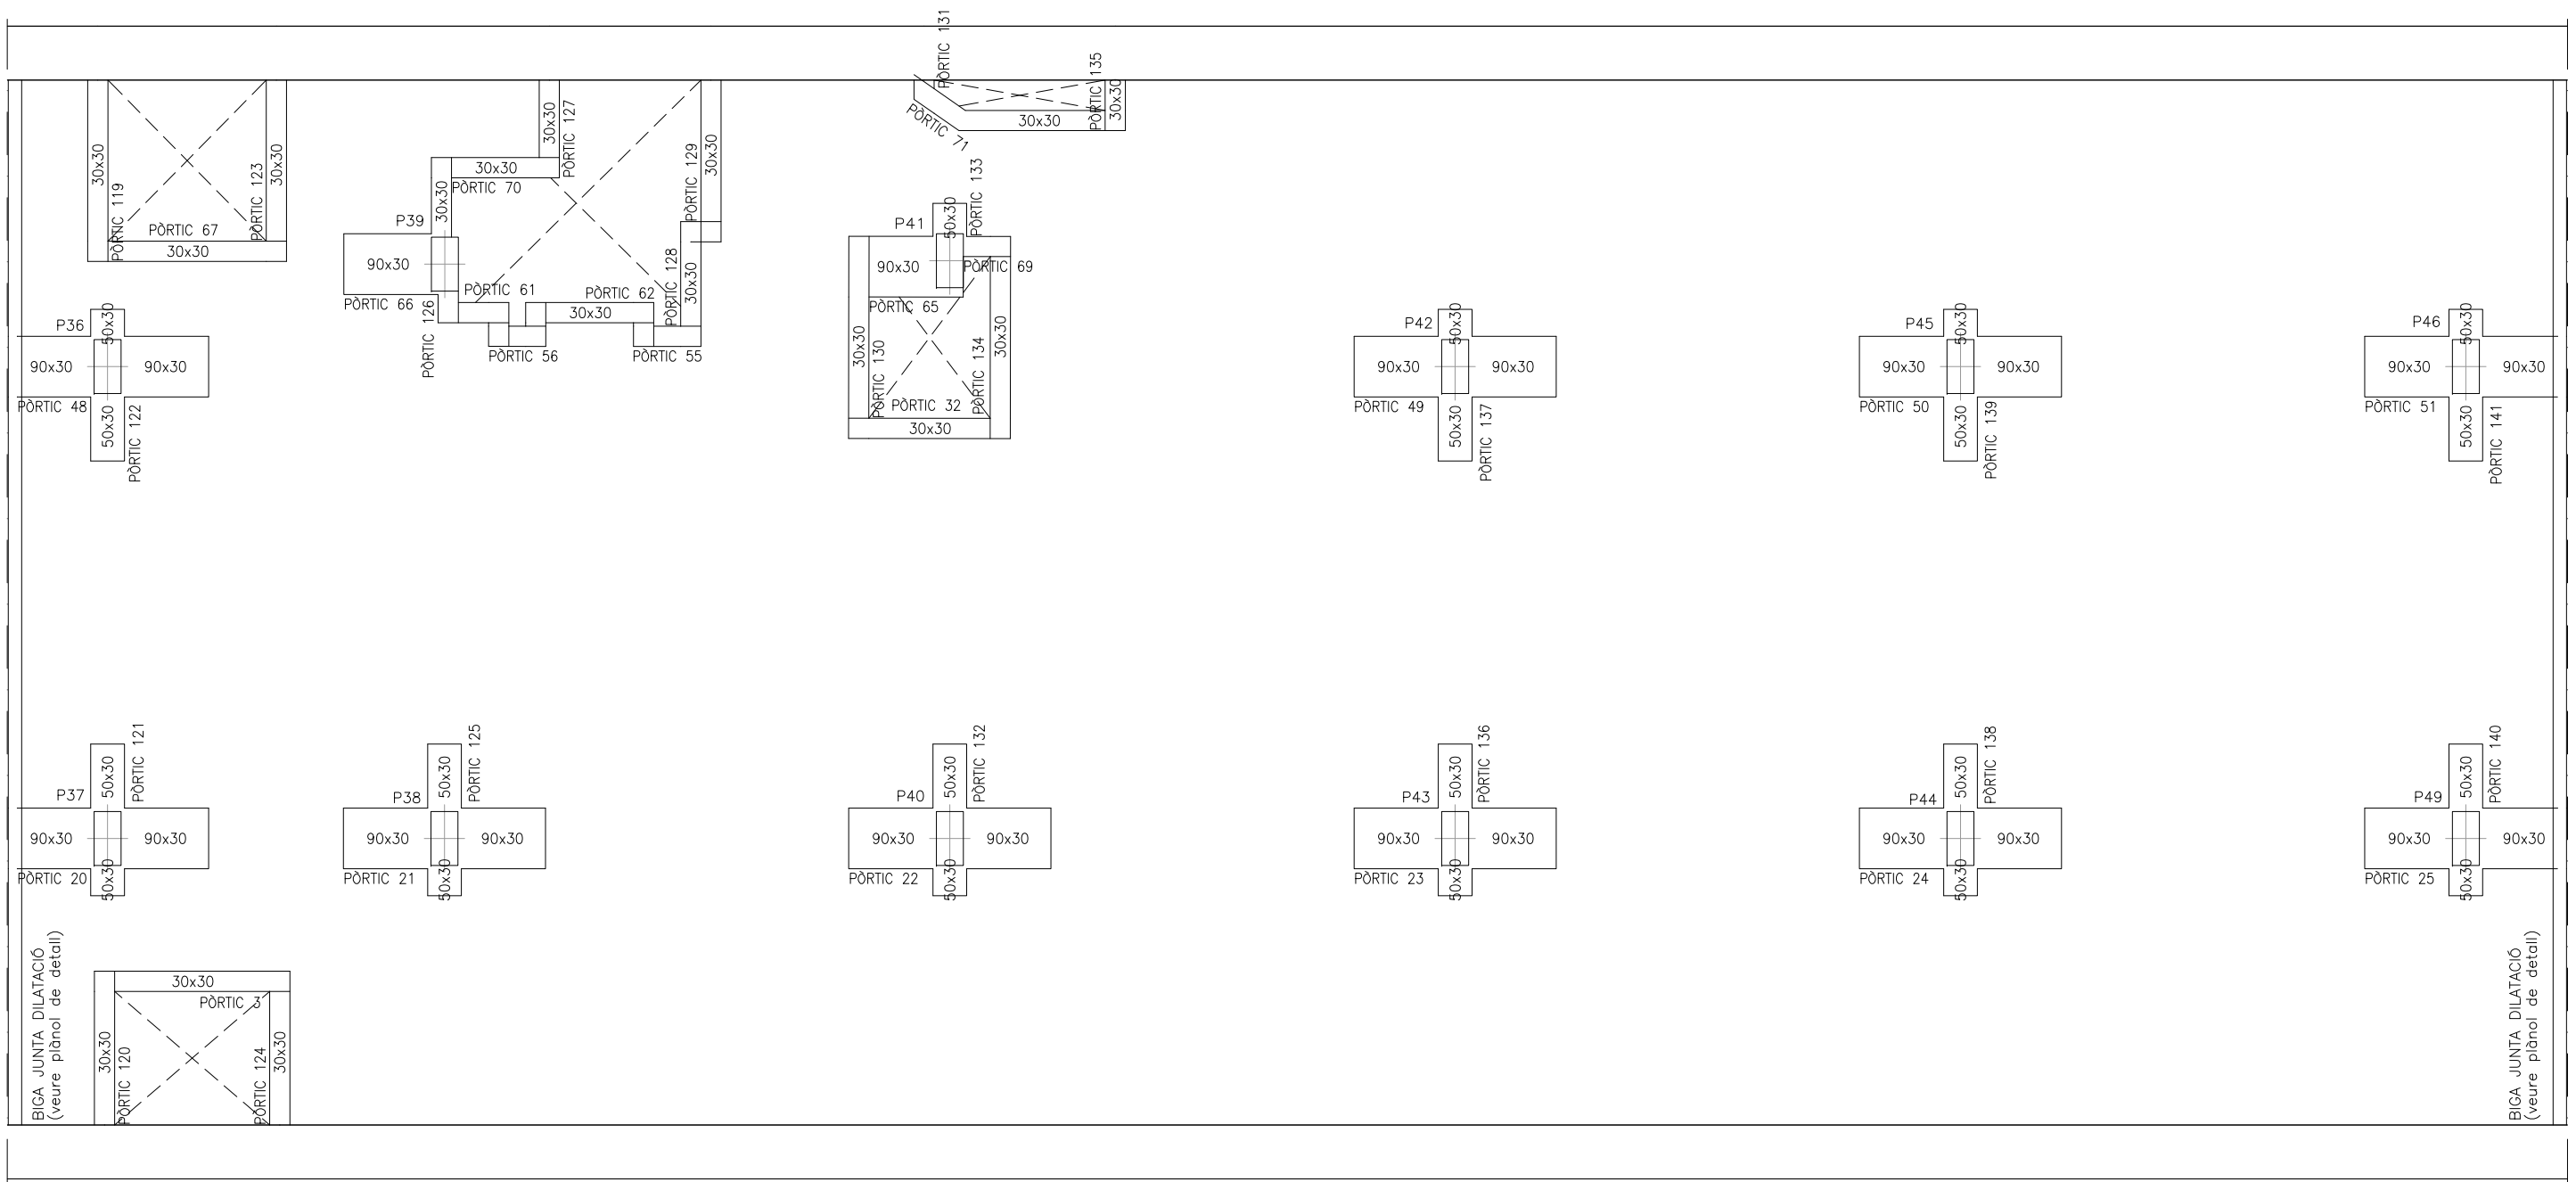 PÒRTIC 131
PÒRTIC 135
30x30
30x30
PÒRTIC 71
30x30
PÒRTIC 119
PÒRTIC 67
30x30
PÒRTIC 123
30x30
30x30
PÒRTIC 127
30x30
PÒRTIC 70
30x30
P39
90x30
PÒRTIC 66
PÒRTIC 126
PÒRTIC 61
PÒRTIC 62
30x30
PÒRTIC 56
PÒRTIC 55
PÒRTIC 128
30x30
PÒRTIC 129
30x30
P41
50x30
PÒRTIC 133
90x30
PÒRTIC 69
PÒRTIC 65
30x30
PÒRTIC 130
PÒRTIC 32
30x30
PÒRTIC 134
30x30
P36
50x30
90x30
90x30
PÒRTIC 48
50x30
PÒRTIC 122
P42
50x30
90x30
90x30
PÒRTIC 49
50x30
PÒRTIC 137
P45
50x30
90x30
90x30
PÒRTIC 50
50x30
PÒRTIC 139
P46
50x30
90x30
90x30
PÒRTIC 51
50x30
PÒRTIC 141
P37
50x30
PÒRTIC 121
90x30
90x30
PÒRTIC 20
50x30
P38
50x30
PÒRTIC 125
90x30
90x30
PÒRTIC 21
50x30
P40
50x30
PÒRTIC 132
90x30
90x30
PÒRTIC 22
50x30
P43
50x30
PÒRTIC 136
90x30
90x30
PÒRTIC 23
50x30
P44
50x30
PÒRTIC 138
90x30
90x30
PÒRTIC 24
50x30
P49
50x30
PÒRTIC 140
90x30
90x30
PÒRTIC 25
50x30
BIGA JUNTA DILATACIÓ
(veure plànol de detall)
30x30
PÒRTIC 3
30x30
PÒRTIC 120
PÒRTIC 124
30x30
BIGA JUNTA DILATACIÓ
(veure plànol de detall)